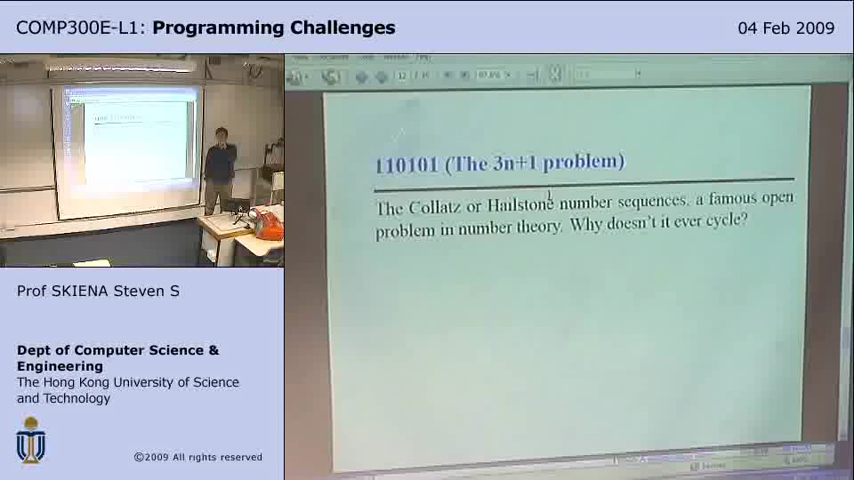 COMP300E-L1: Programming Challenges
04 Feb 2009
110101 (The 3n+1 problem)
The Collatz or Hailstone number sequences, a famous open
problem in number theory. Why doesn't it ever cycle?
Prof SKIENA Steven S
Dept of Computer Science &
Engineering
The Hong Kong University of Science
and Technology
©2009 All rights reserved